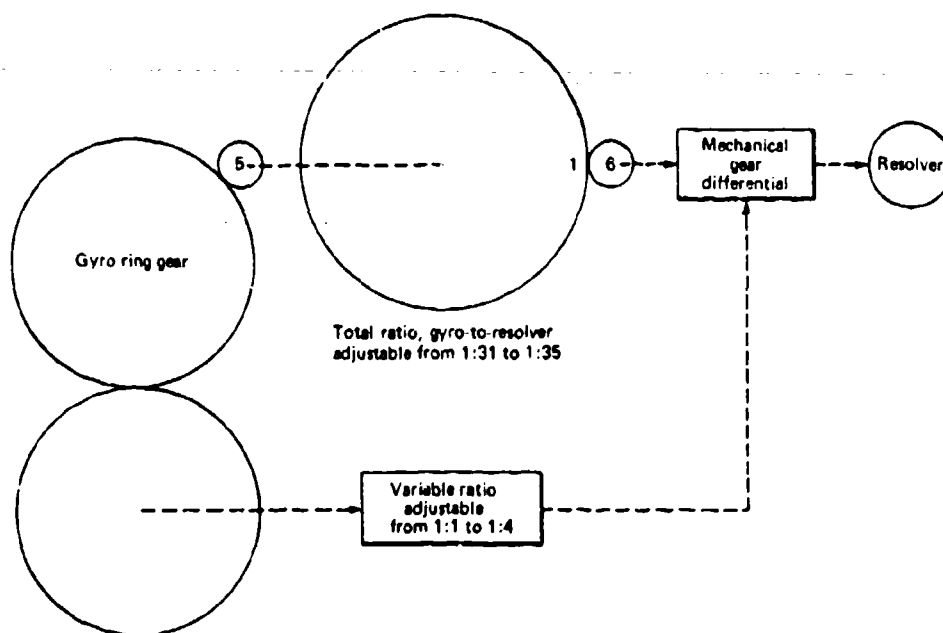 5
1
6
Mechanical
gear
differential
Resolver
Gyro ring gear
Total ratio, gyro-to-resolver
adjustable from 1:31 to 1:35
Variable ratio
adjustable
from 1:1 to 1:4